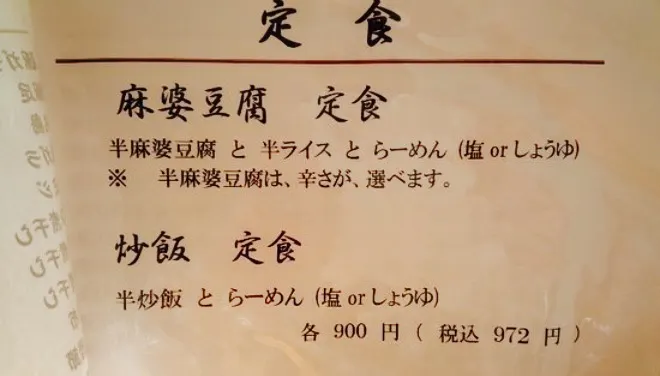 定食
麻婆豆腐 定食
半麻婆豆腐 と 半ライス と らーめん (塩 or しょうゆ)
※ 半麻婆豆腐は、辛さが、選べます。
炒飯 定食
半炒飯 と らーめん (塩 or しょうゆ)
各 900 円 ( 税込 972 円 )